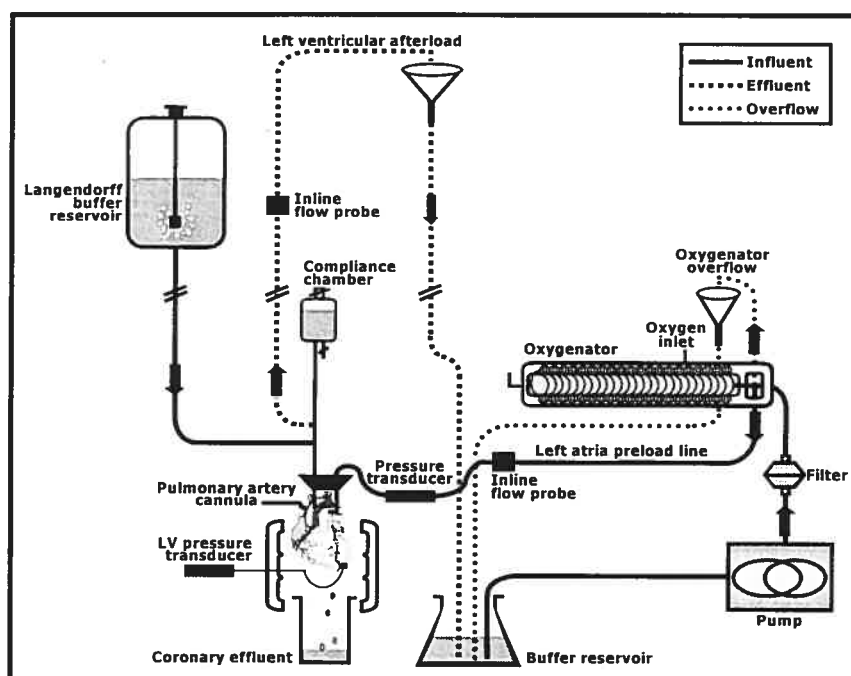 Left ventricular afterload
Influent
Effluent
Overflow
Langendorff
buffer
reservoir
Inline
flow probe
Compliance
chamber
Oxygenator
overflow
Oxygen
inlet
Oxygenator
Left atria preload line
Pressure
transducer
Inline
flow probe
Filter
Pulmonary artery
cannula
LV pressure
transducer
Pump
Coronary effluent
Buffer reservoir